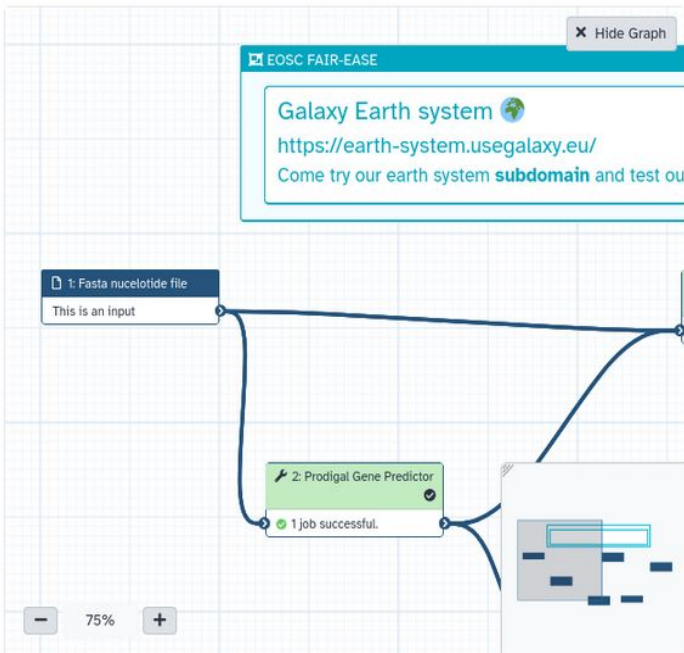 Hide Graph
EOSC FAIR-EASE
Galaxy Earth system
https://earth-system.usegalaxy.eu/
Come try our earth system subdomain and test ou
1: Fasta nucelotide file
This is an input
2: Prodigal Gene Predictor
1 job successful.
75%